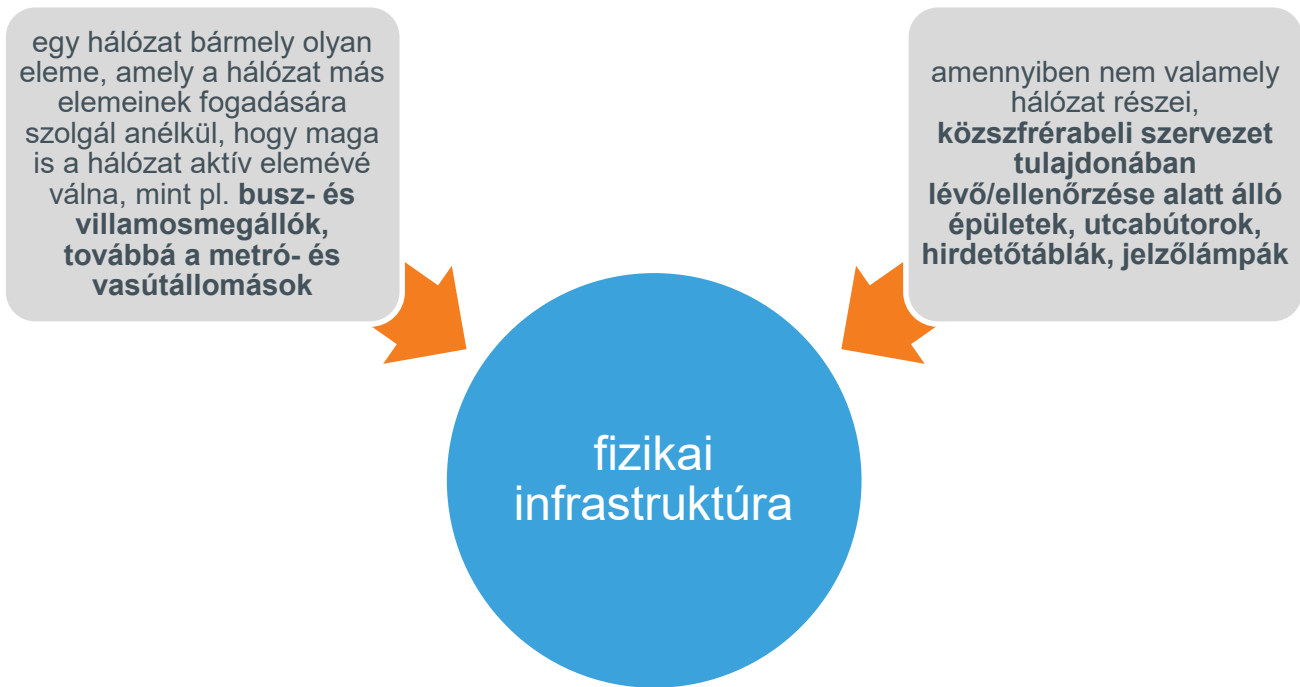 egy hálózat bármely olyan
eleme, amely a hálózat más
elemeinek fogadására
szolgál anélkül, hogy maga
is a hálózat aktív elemévé
válna, mint pl. busz- és
villamosmegállók,
továbbá a metró- és
vasútállomások
amennyiben nem valamely
hálózat részei,
közszfrérabeli szervezet
tulajdonában
lévő/ellenőrzése alatt álló
épületek, utcabútorok,
hirdetőtáblák, jelzőlámpák
fizikai
infrastruktúra